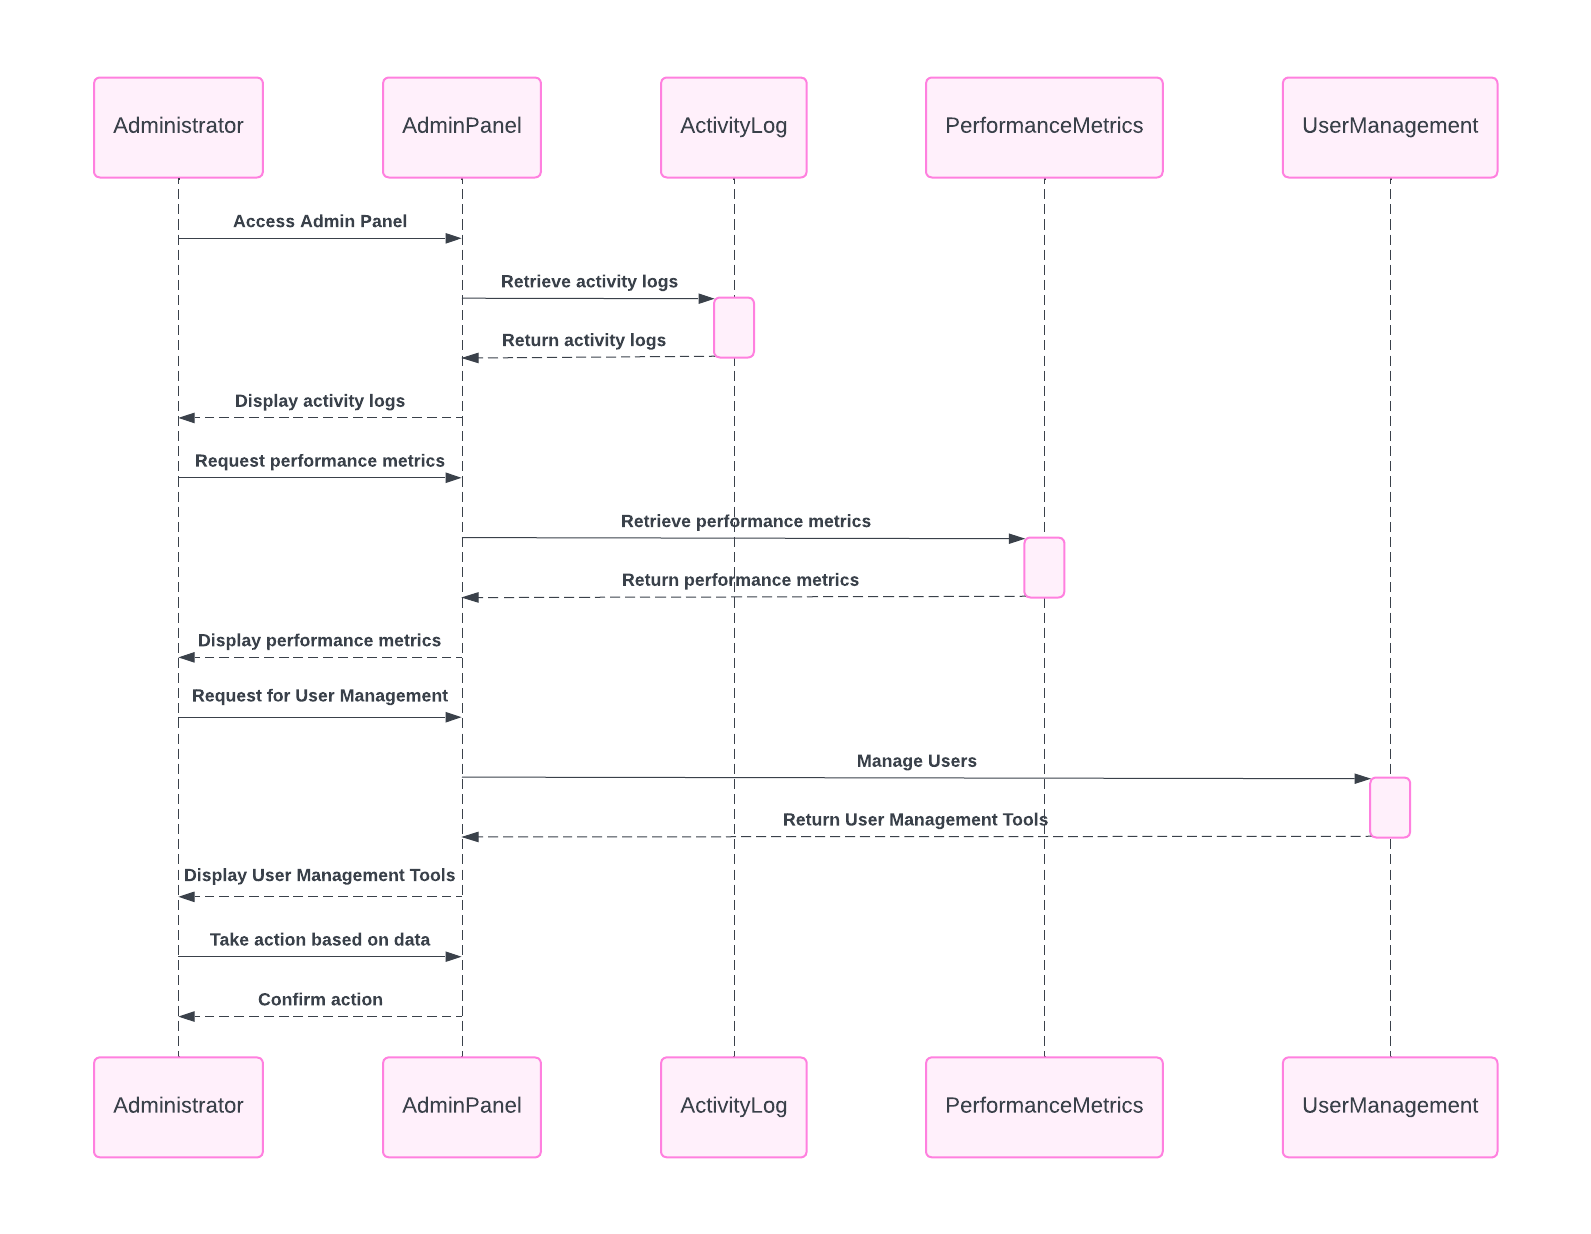 Administrator
AdminPanel
ActivityLog
PerformanceMetrics
UserManagement
Access Admin Panel
Retrieve activity logs
Return activity logs
Display activity logs
Request performance metrics
Retrieve performance metrics
Return performance metrics
Display performance metrics
Request for User Management
Manage Users
Return User Management Tools
Display User Management Tools
Take action based on data
Confirm action
Administrator
AdminPanel
ActivityLog
PerformanceMetrics
UserManagement